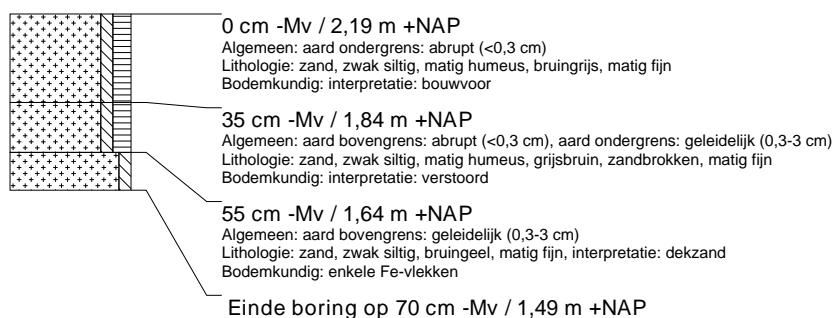 0 cm -Mv / 2,19 m +NAP
Algemeen: aard ondergrens: abrupt (<0,3 cm)
Lithologie: zand, zwak siltig, matig humeus, bruingrijs, matig fijn
Bodemkundig: interpretatie: bouwvoor
35 cm -Mv / 1,84 m +NAP
Algemeen: aard bovengrens: abrupt (<0,3 cm), aard ondergrens: geleidelijk (0,3-3 cm)
Lithologie: zand, zwak siltig, matig humeus, grijsbruin, zandbrokken, matig fijn
Bodemkundig: interpretatie: verstoord
55 cm -Mv / 1,64 m +NAP
Algemeen: aard bovengrens: geleidelijk (0,3-3 cm)
Lithologie: zand, zwak siltig, bruingeel, matig fijn, interpretatie: dekzand
Bodemkundig: enkele Fe-vlekken
Einde boring op 70 cm -Mv / 1,49 m +NAP